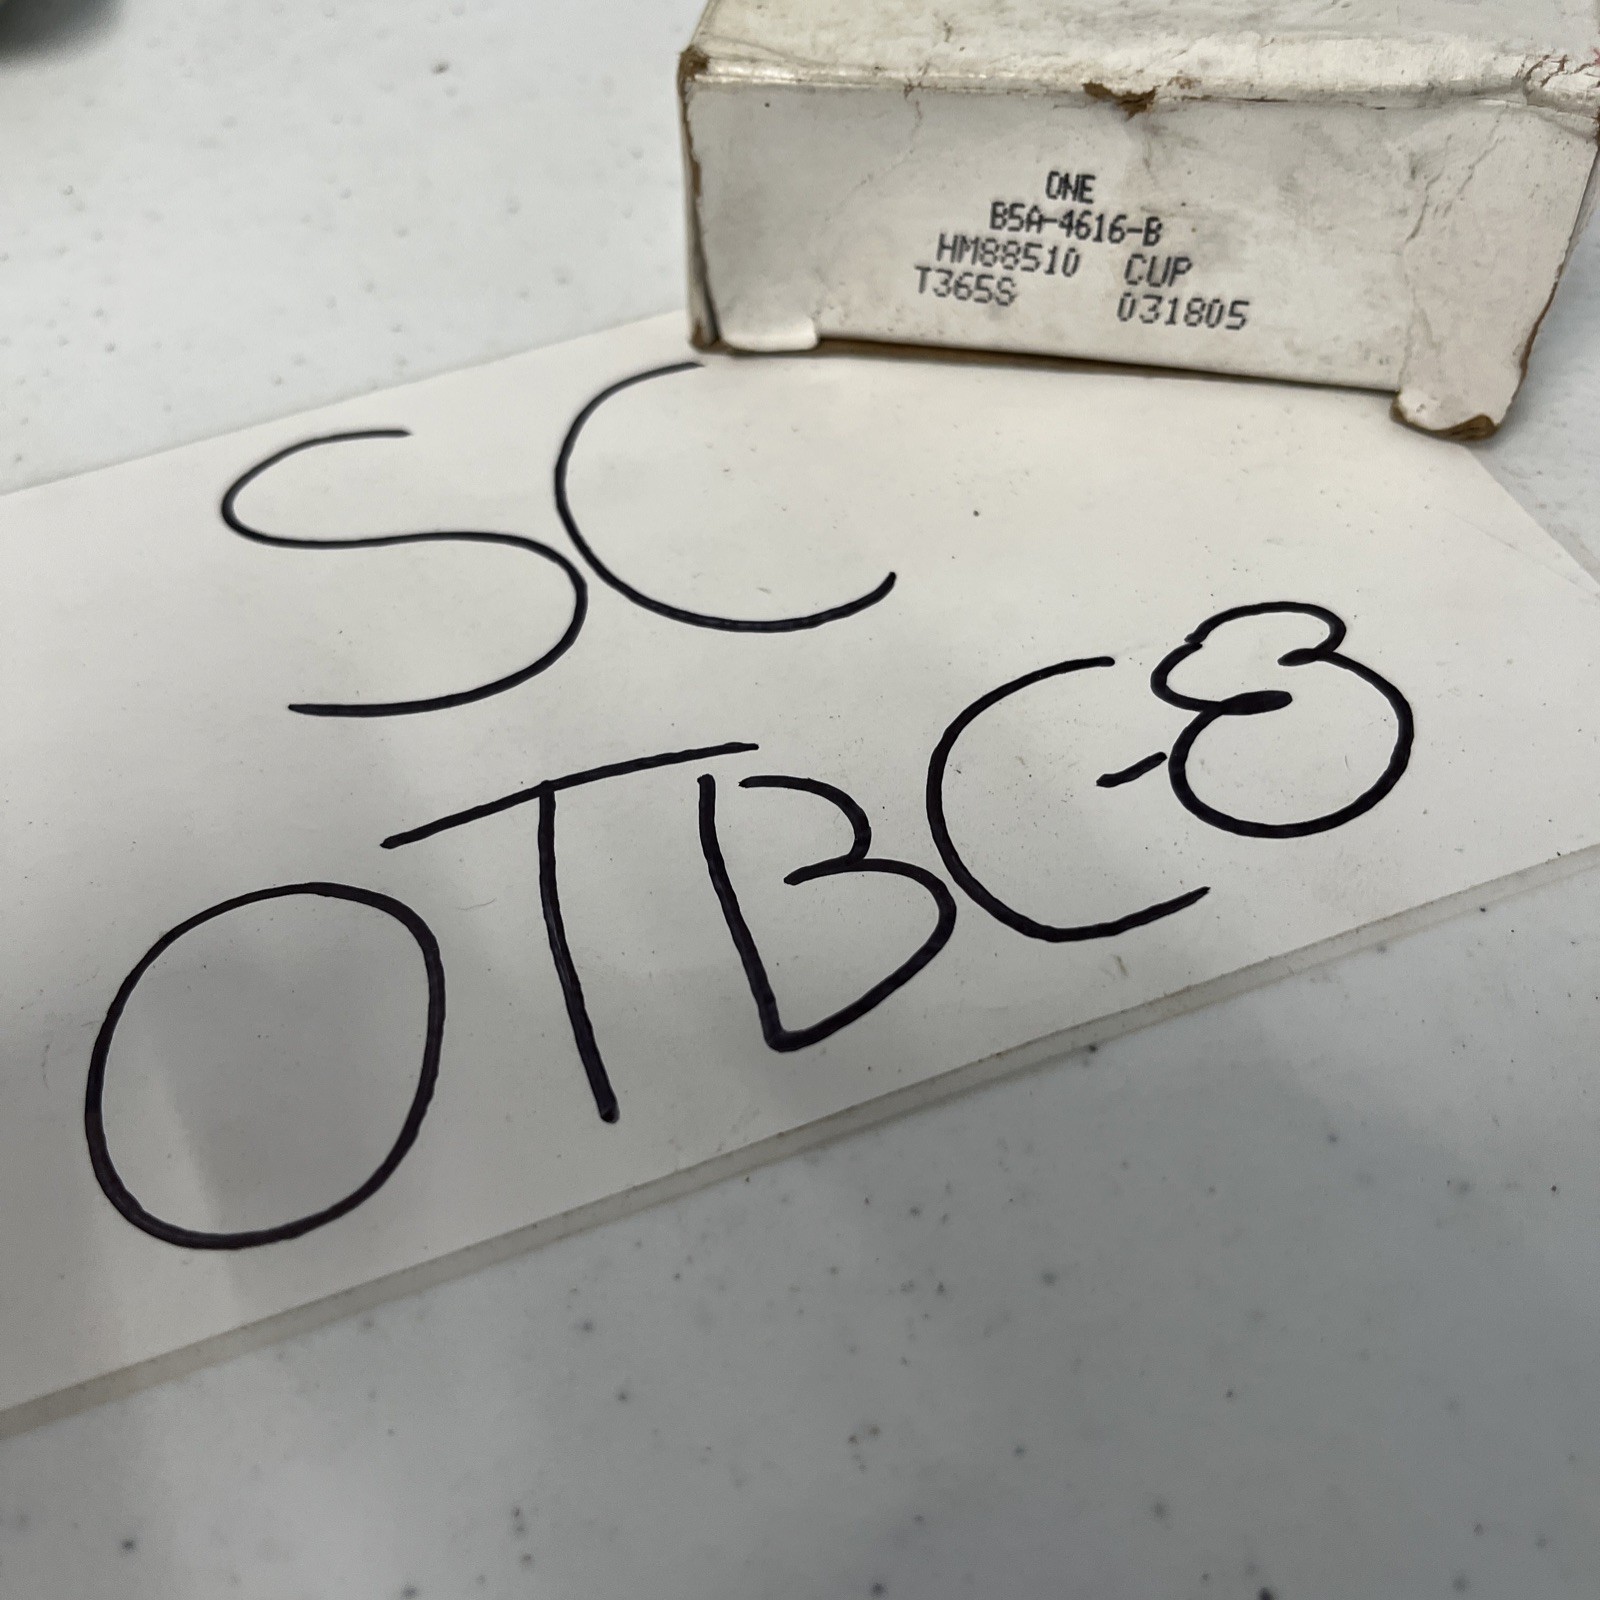 ONE
B5A-4616-B
HM88510 CUP
T365S 031805
SC
OTBC-8